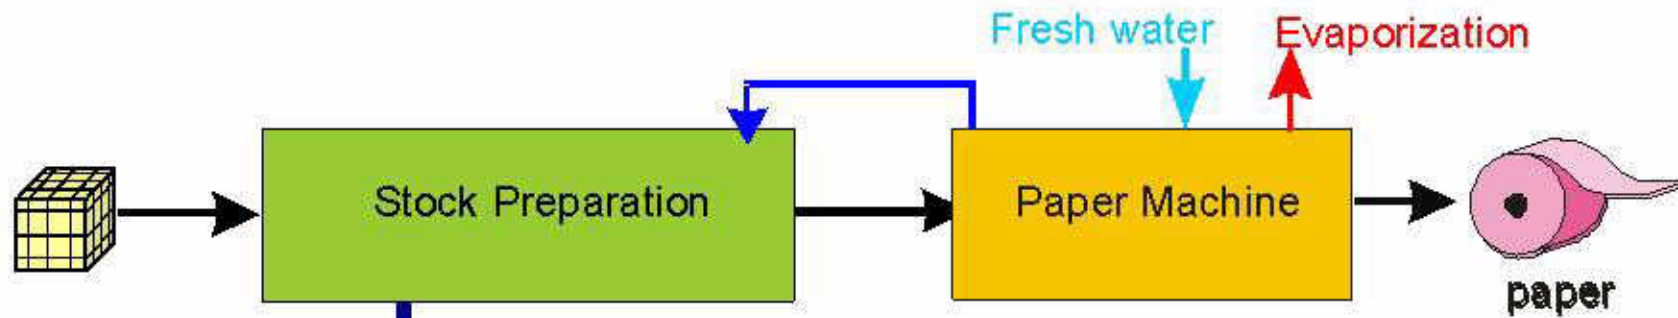 Fresh water
Evaporization
Stock Preparation
Paper Machine
paper